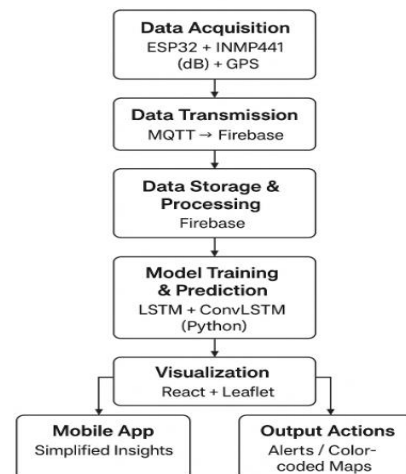 Data Acquisition
ESP32 + INMP441
(dB) + GPS
Data Transmission
MQTT → Firebase
Data Storage &
Processing
Firebase
Model Training
& Prediction
LSTM + ConvLSTM
(Python)
Visualization
React + Leaflet
Mobile App
Simplified Insights
Output Actions
Alerts / Color-
coded Maps